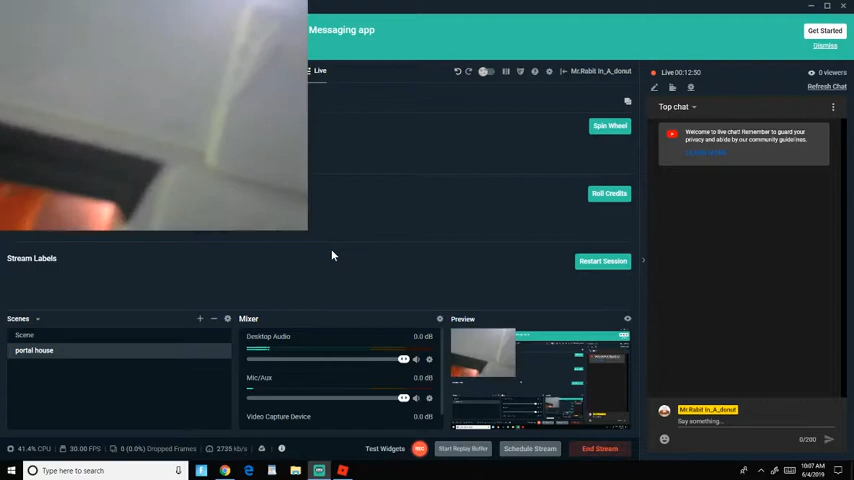 Messaging app
Get Started
Dismiss
Live
Mr.Rabit In_A_donut
Live 00:12:50
0 viewers
Refresh Chat
Top chat
Welcome to live chat! Remember to guard your
privacy and abide by our community guidelines.
Spin Wheel
Roll Credits
Stream Labels
Restart Session
Scenes
Mixer
Preview
Scene
portal house
Desktop Audio
0.0 dB
Mic/Aux
0.0 dB
Video Capture Device
0.0 dB
Mr.Rabit In_A_donut
Say something...
0/200
41.4% CPU
30.00 FPS
0 (0.0%) Dropped Frames
2735 kb/s
Test Widgets
REC
Start Replay Buffer
Schedule Stream
End Stream
Type here to search
10:07 AM
6/4/2019